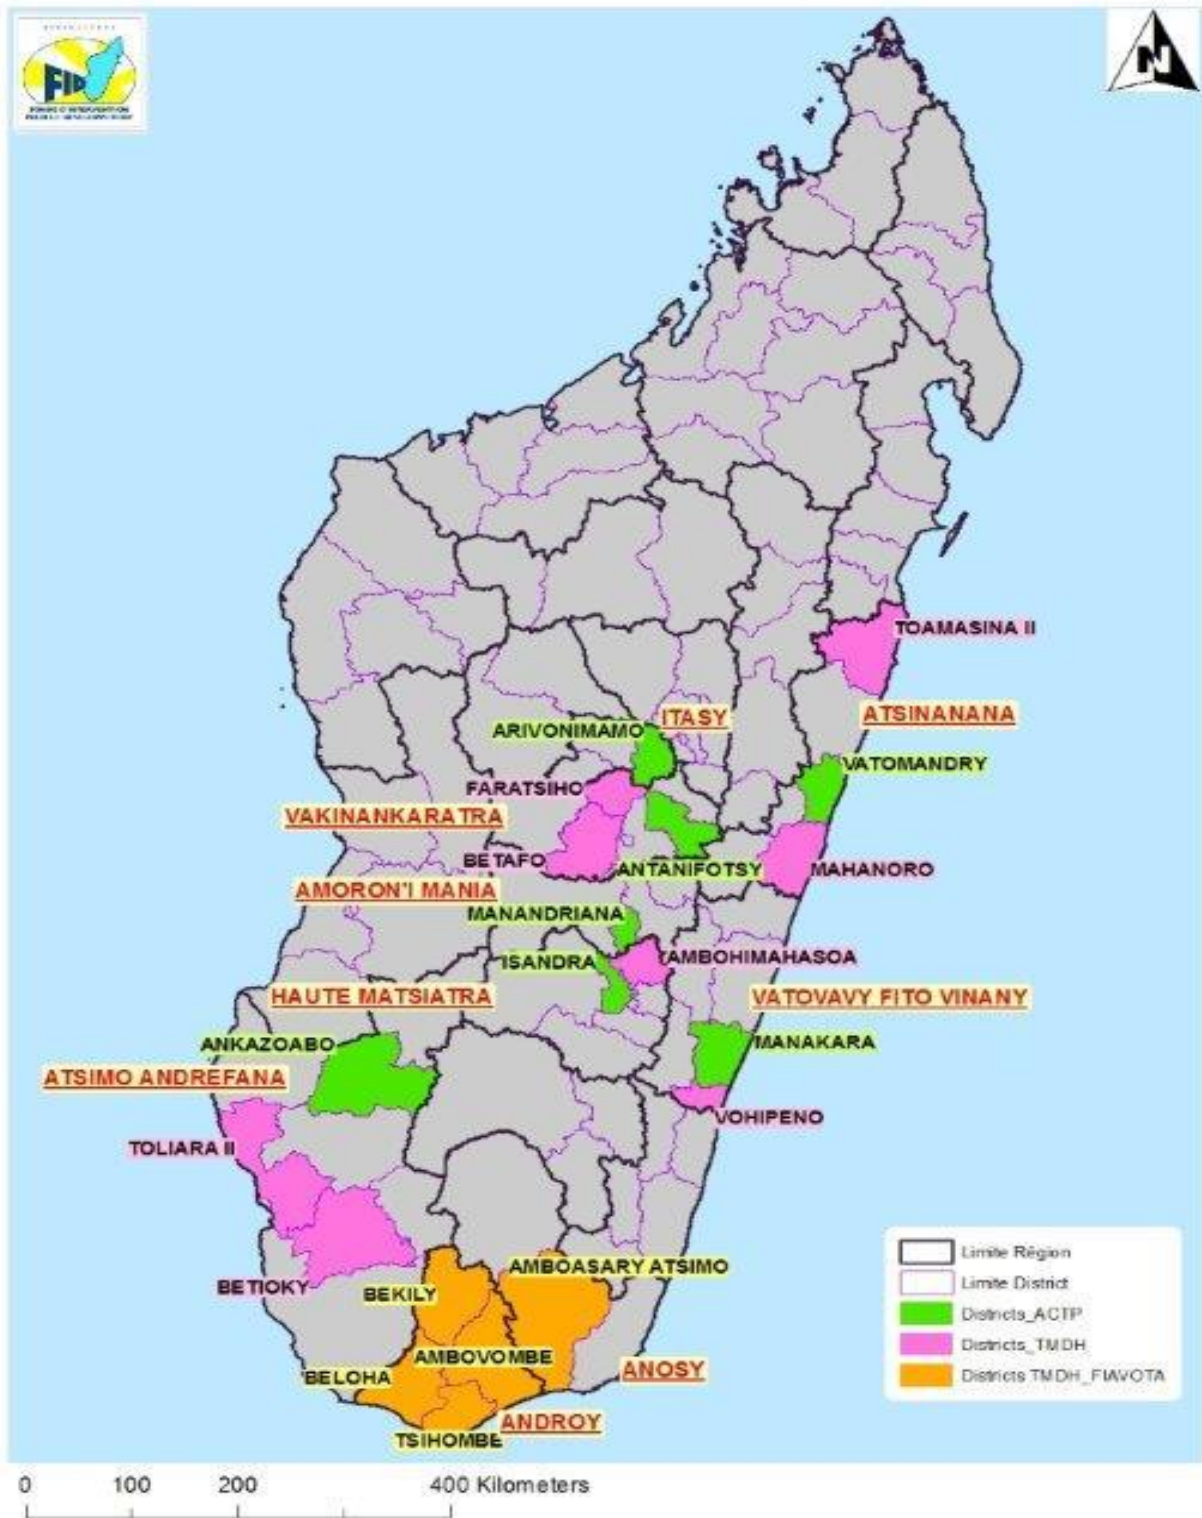 FID
N
TOAMASINA II
ATSINANANA
ITASY
ARIVONIMAMO
VATOMANDRY
FARATSIHO
VAKINANKARATRA
BETAFO
ANTANIFOTSY
MAHANORO
AMORON'I MANIA
MANANDRIANA
AMBOHIMAHASOA
ISANDRA
HAUTE MATSIATRA
VATOVAVY FITO VINANY
ANKAZOABO
MANAKARA
ATSIMO ANDREFANA
VOHIPENO
TOLIARA II
AMBOASARY ATSIMO
BETIOKY
BEKILY
AMBOVOMBE
BELOHA
ANOSY
ANDROY
TSIHOMBE
Limite Région
Limite District
Districts_ACTP
Districts_TMDH
Districts TMDH_FIAVOTA
0 100 200 400 Kilometers